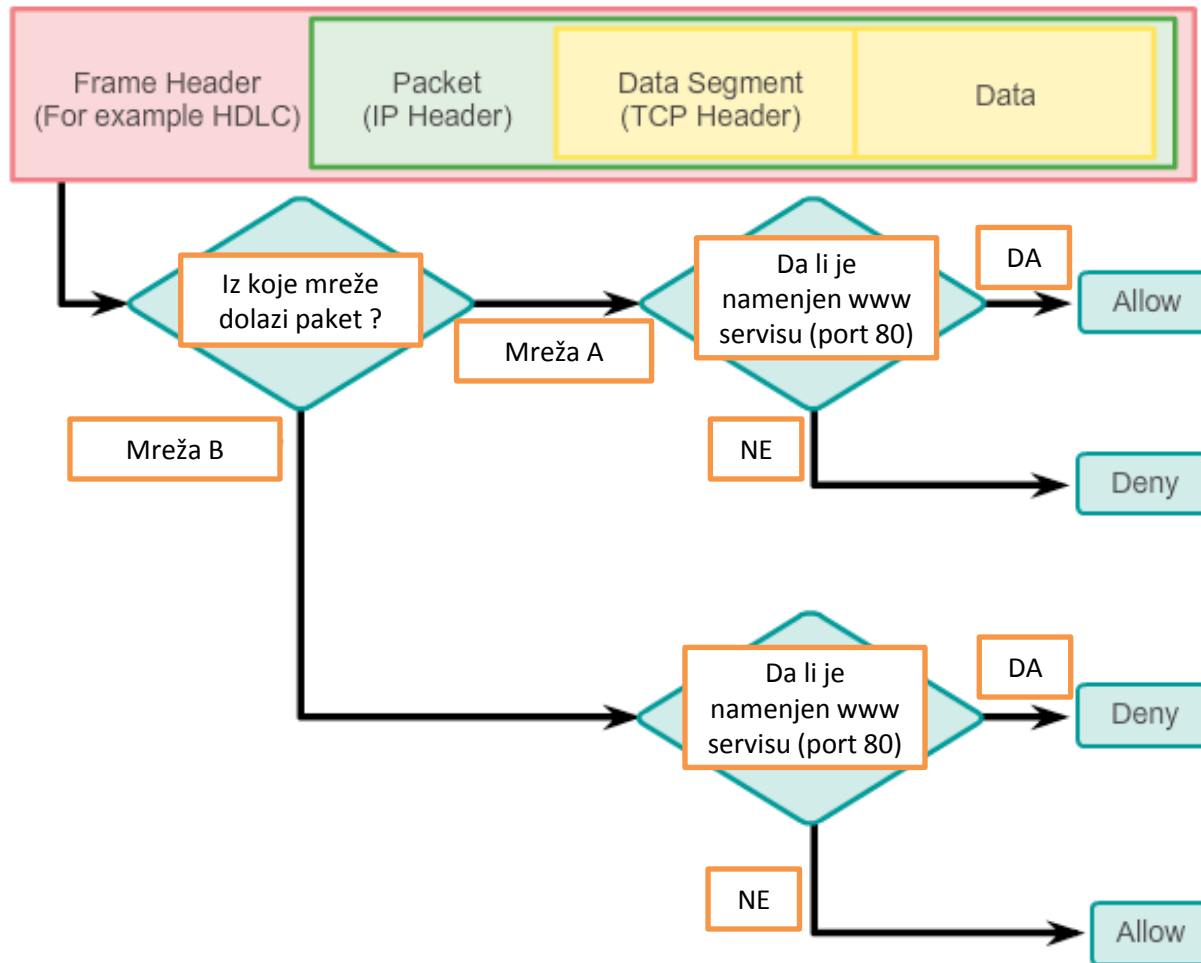 Frame Header
(For example HDLC)
Packet
(IP Header)
Data Segment
(TCP Header)
Data
Iz koje mreže
dolazi paket ?
Mreža A
Da li je
namenjen www
servisu (port 80)
DA
Allow
Mreža B
NE
Deny
Da li je
namenjen www
servisu (port 80)
DA
Deny
NE
Allow